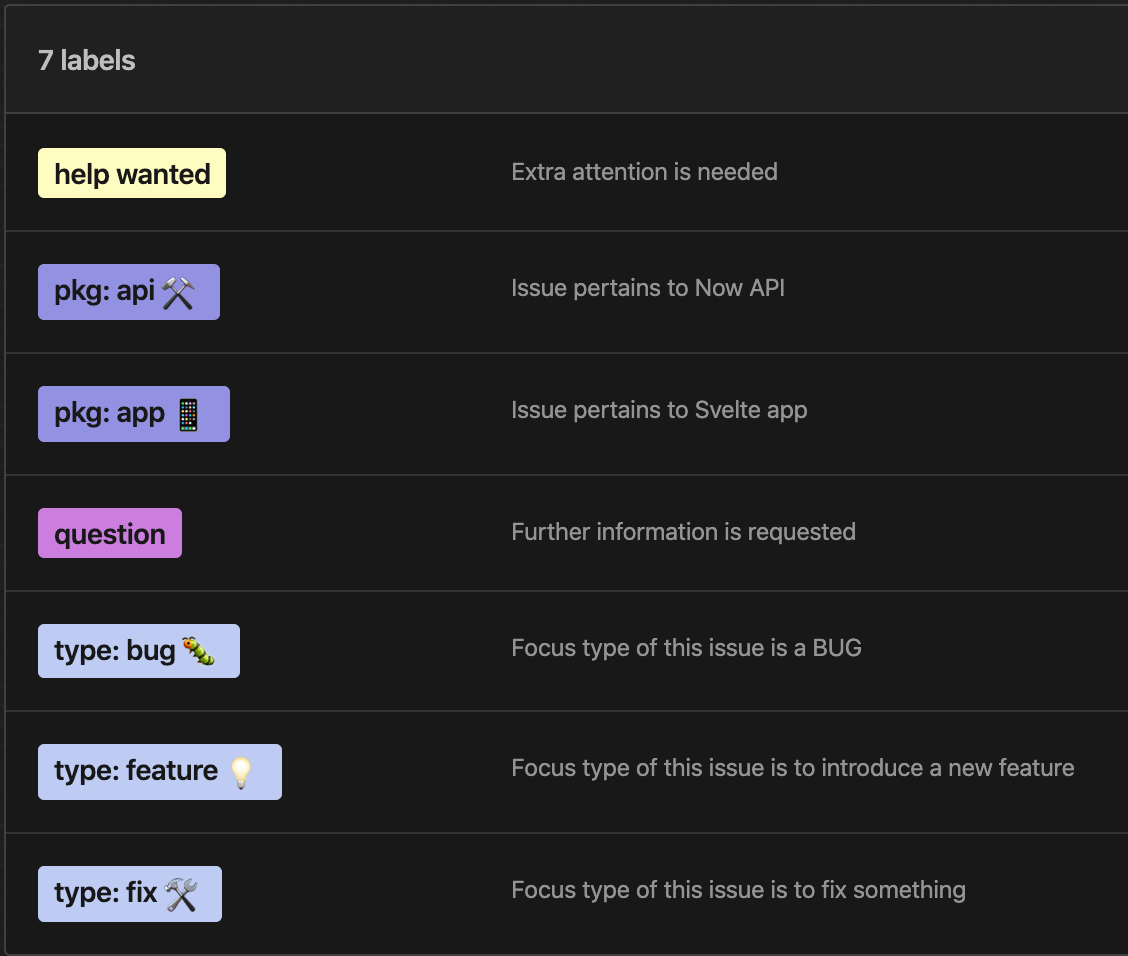 7 labels
help wanted Extra attention is needed
pkg: api ⚒️ Issue pertains to Now API
pkg: app 📱 Issue pertains to Svelte app
question Further information is requested
type: bug 🐛 Focus type of this issue is a BUG
type: feature 💡 Focus type of this issue is to introduce a new feature
type: fix 🛠️ Focus type of this issue is to fix something